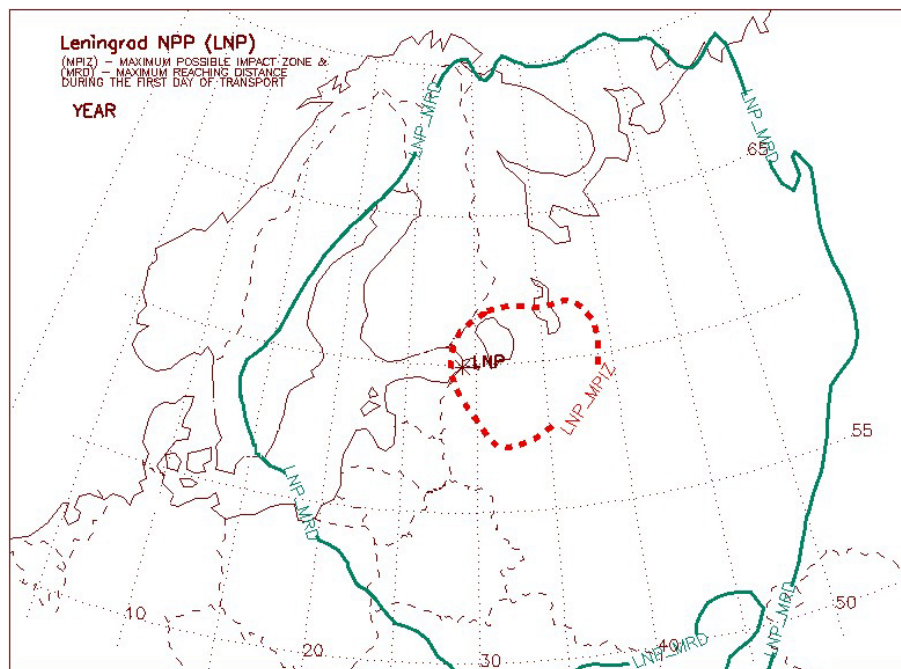 Leningrad NPP (LNP)
(MPIZ) – MAXIMUM POSSIBLE IMPACT ZONE &
(MRD) – MAXIMUM REACHING DISTANCE
DURING THE FIRST DAY OF TRANSPORT
YEAR
LNP_MRD
LNP_MRD
65
LNP
LNP_MPIZ
55
LNP_MRD
LNP_MRD
50
10
20
30
LNP_MRD
40